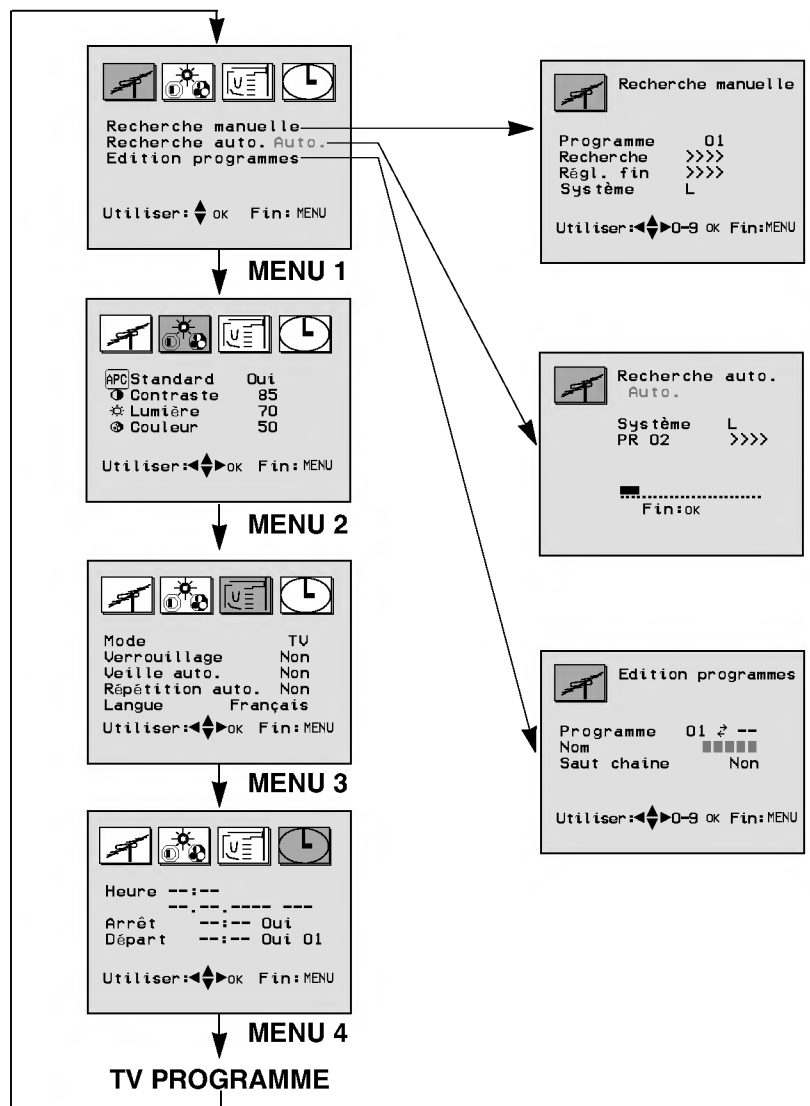 Recherche manuelle
Recherche auto. Auto.
Edition programmes
Utiliser: OK Fin: MENU
MENU 1
APC Standard Oui
Contraste 85
Lumière 70
Couleur 50
Utiliser: OK Fin: MENU
MENU 2
Mode TV
Verrouillage Non
Veille auto. Non
Répétition auto. Non
Langue Français
Utiliser: OK Fin: MENU
MENU 3
Heure --:--
--.--.---- ---
Arrêt --:-- Oui
Départ --:-- Oui 01
Utiliser: OK Fin: MENU
MENU 4
TV PROGRAMME
Recherche manuelle
Programme 01
Recherche >>>>
Régl. fin >>>>
Système L
Utiliser: 0-9 OK Fin:MENU
Recherche auto.
Auto.
Système L
PR 02 >>>>
Fin:OK
Edition programmes
Programme 01 ⇄ --
Nom
Saut chaine Non
Utiliser: 0-9 OK Fin:MENU